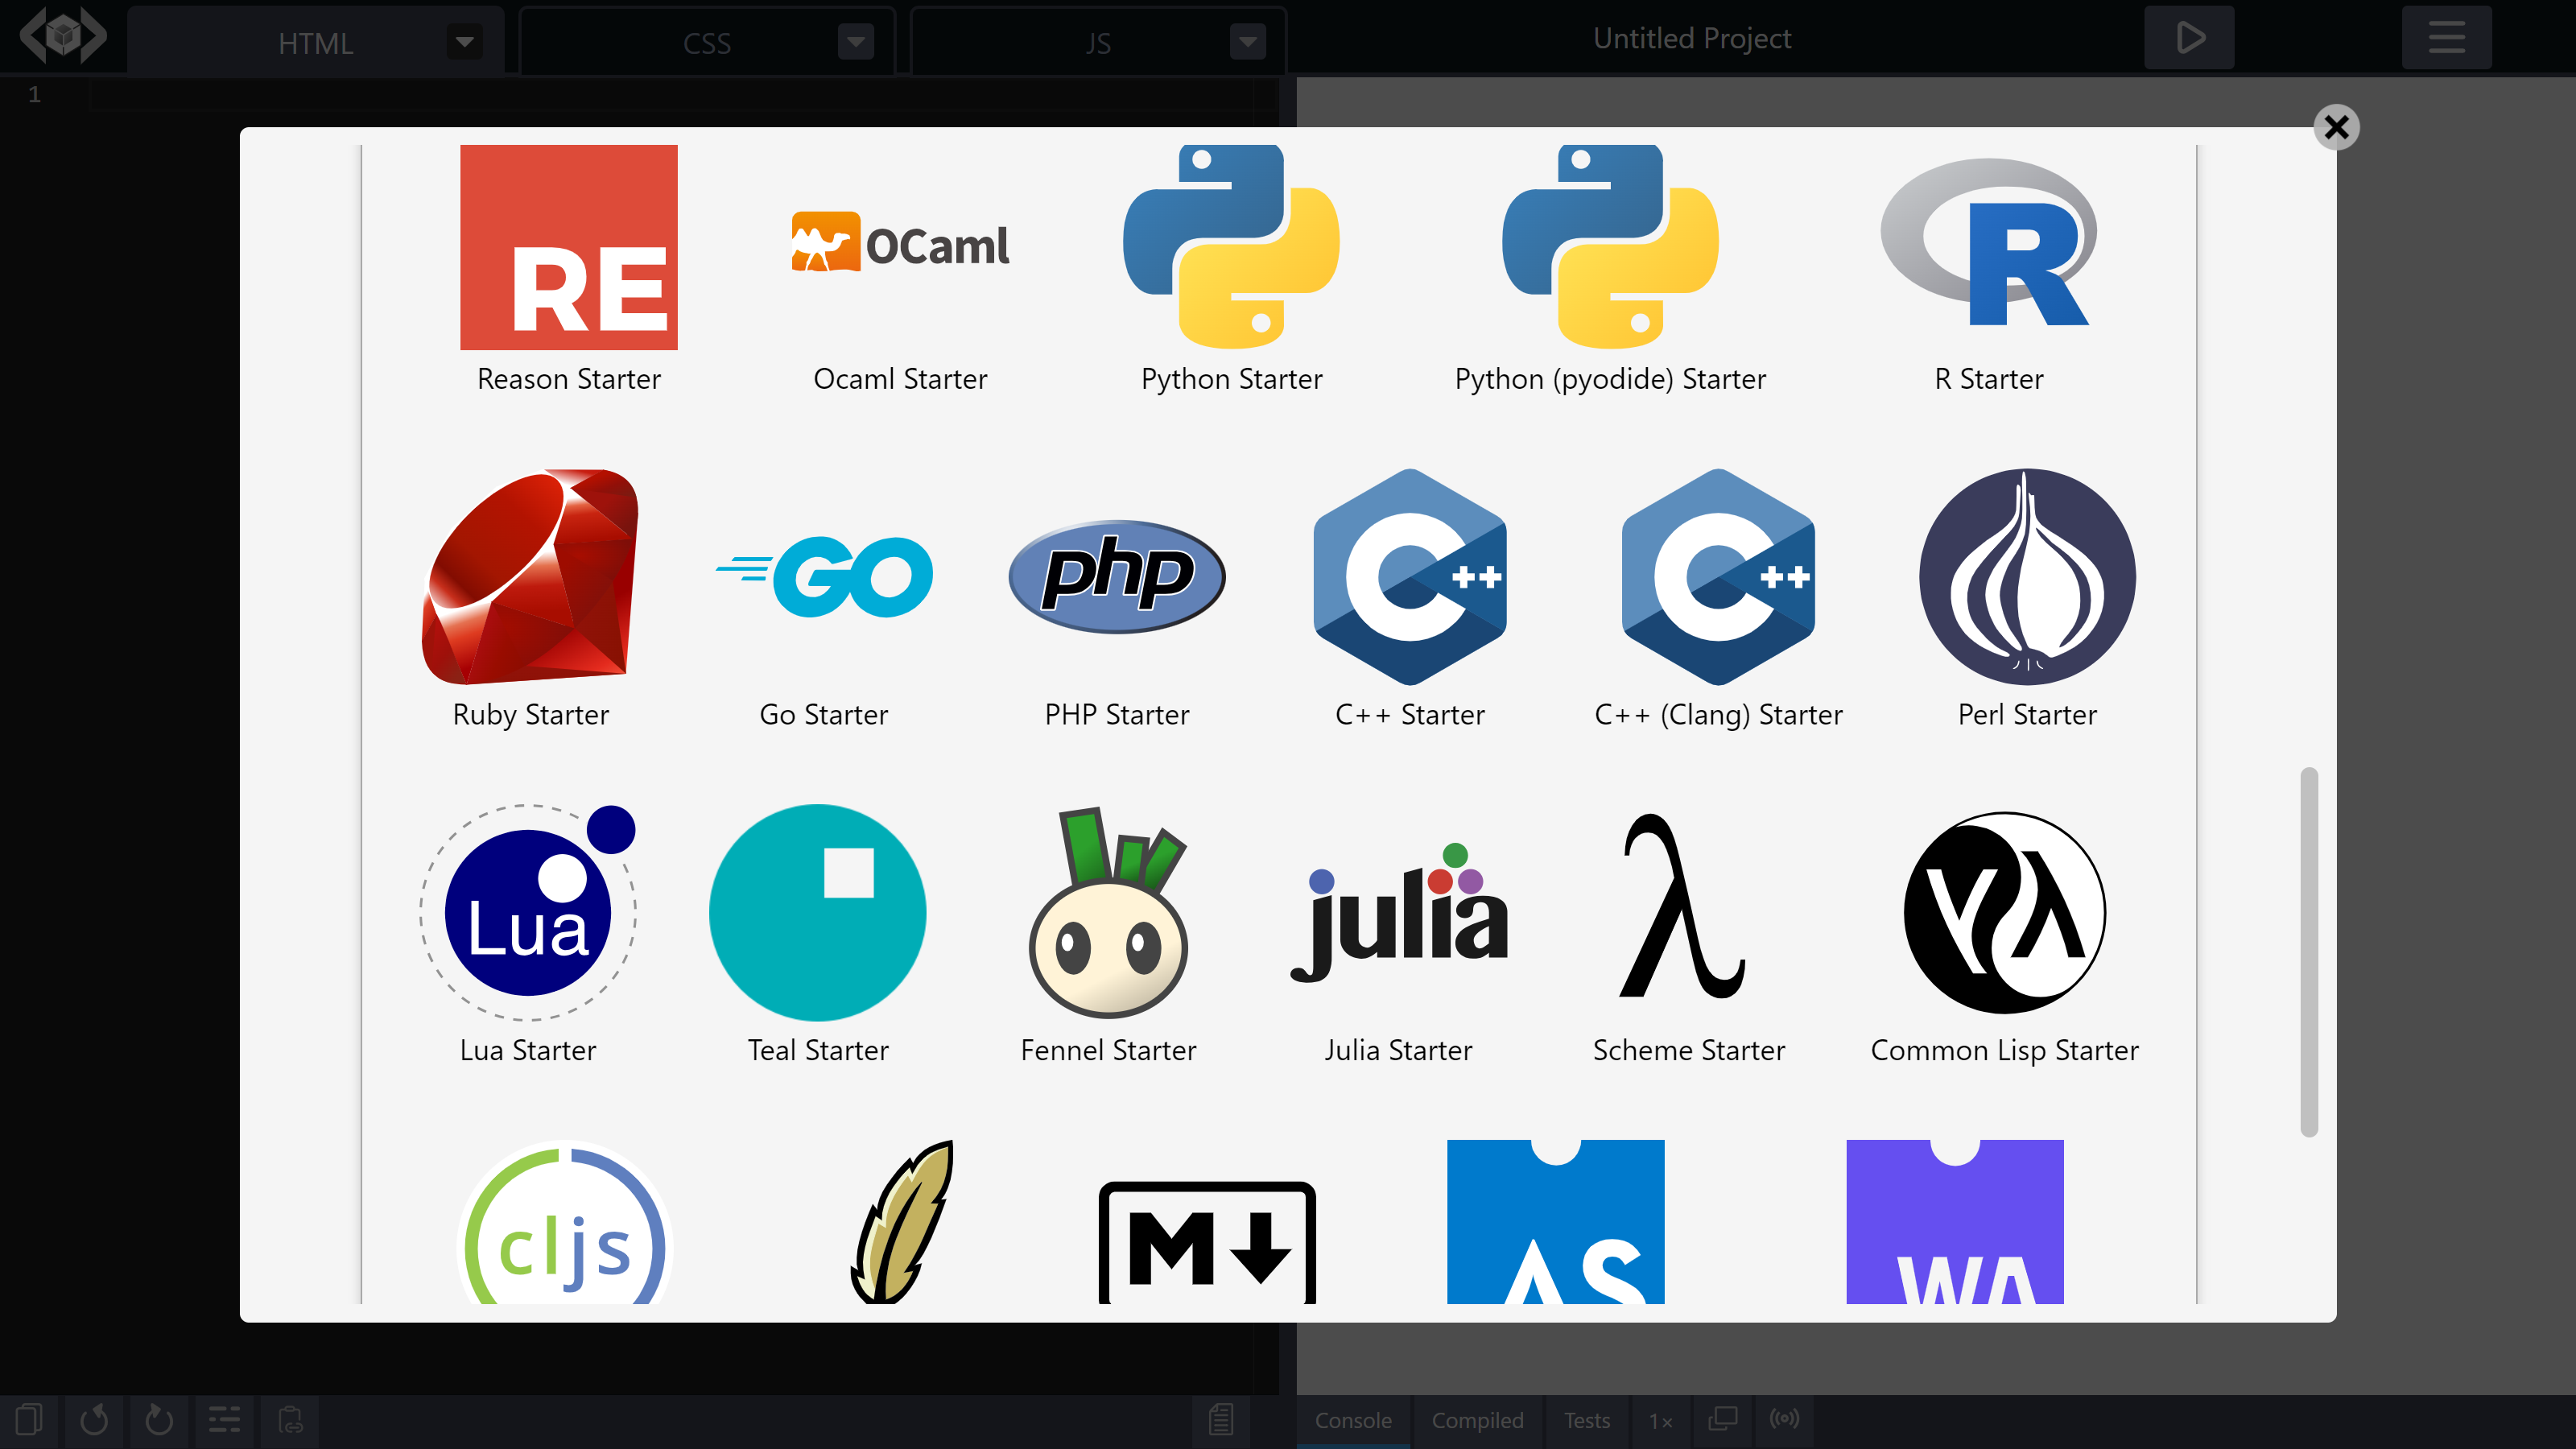 HTML
CSS
JS
Untitled Project
1
RE
OCaml
R
Reason Starter
Ocaml Starter
Python Starter
Python (pyodide) Starter
R Starter
GO
php
C++
C++
Ruby Starter
Go Starter
PHP Starter
C++ Starter
C++ (Clang) Starter
Perl Starter
Lua
julia
λ
Lua Starter
Teal Starter
Fennel Starter
Julia Starter
Scheme Starter
Common Lisp Starter
cljs
M
AS
WA
Console
Compiled
Tests
1×